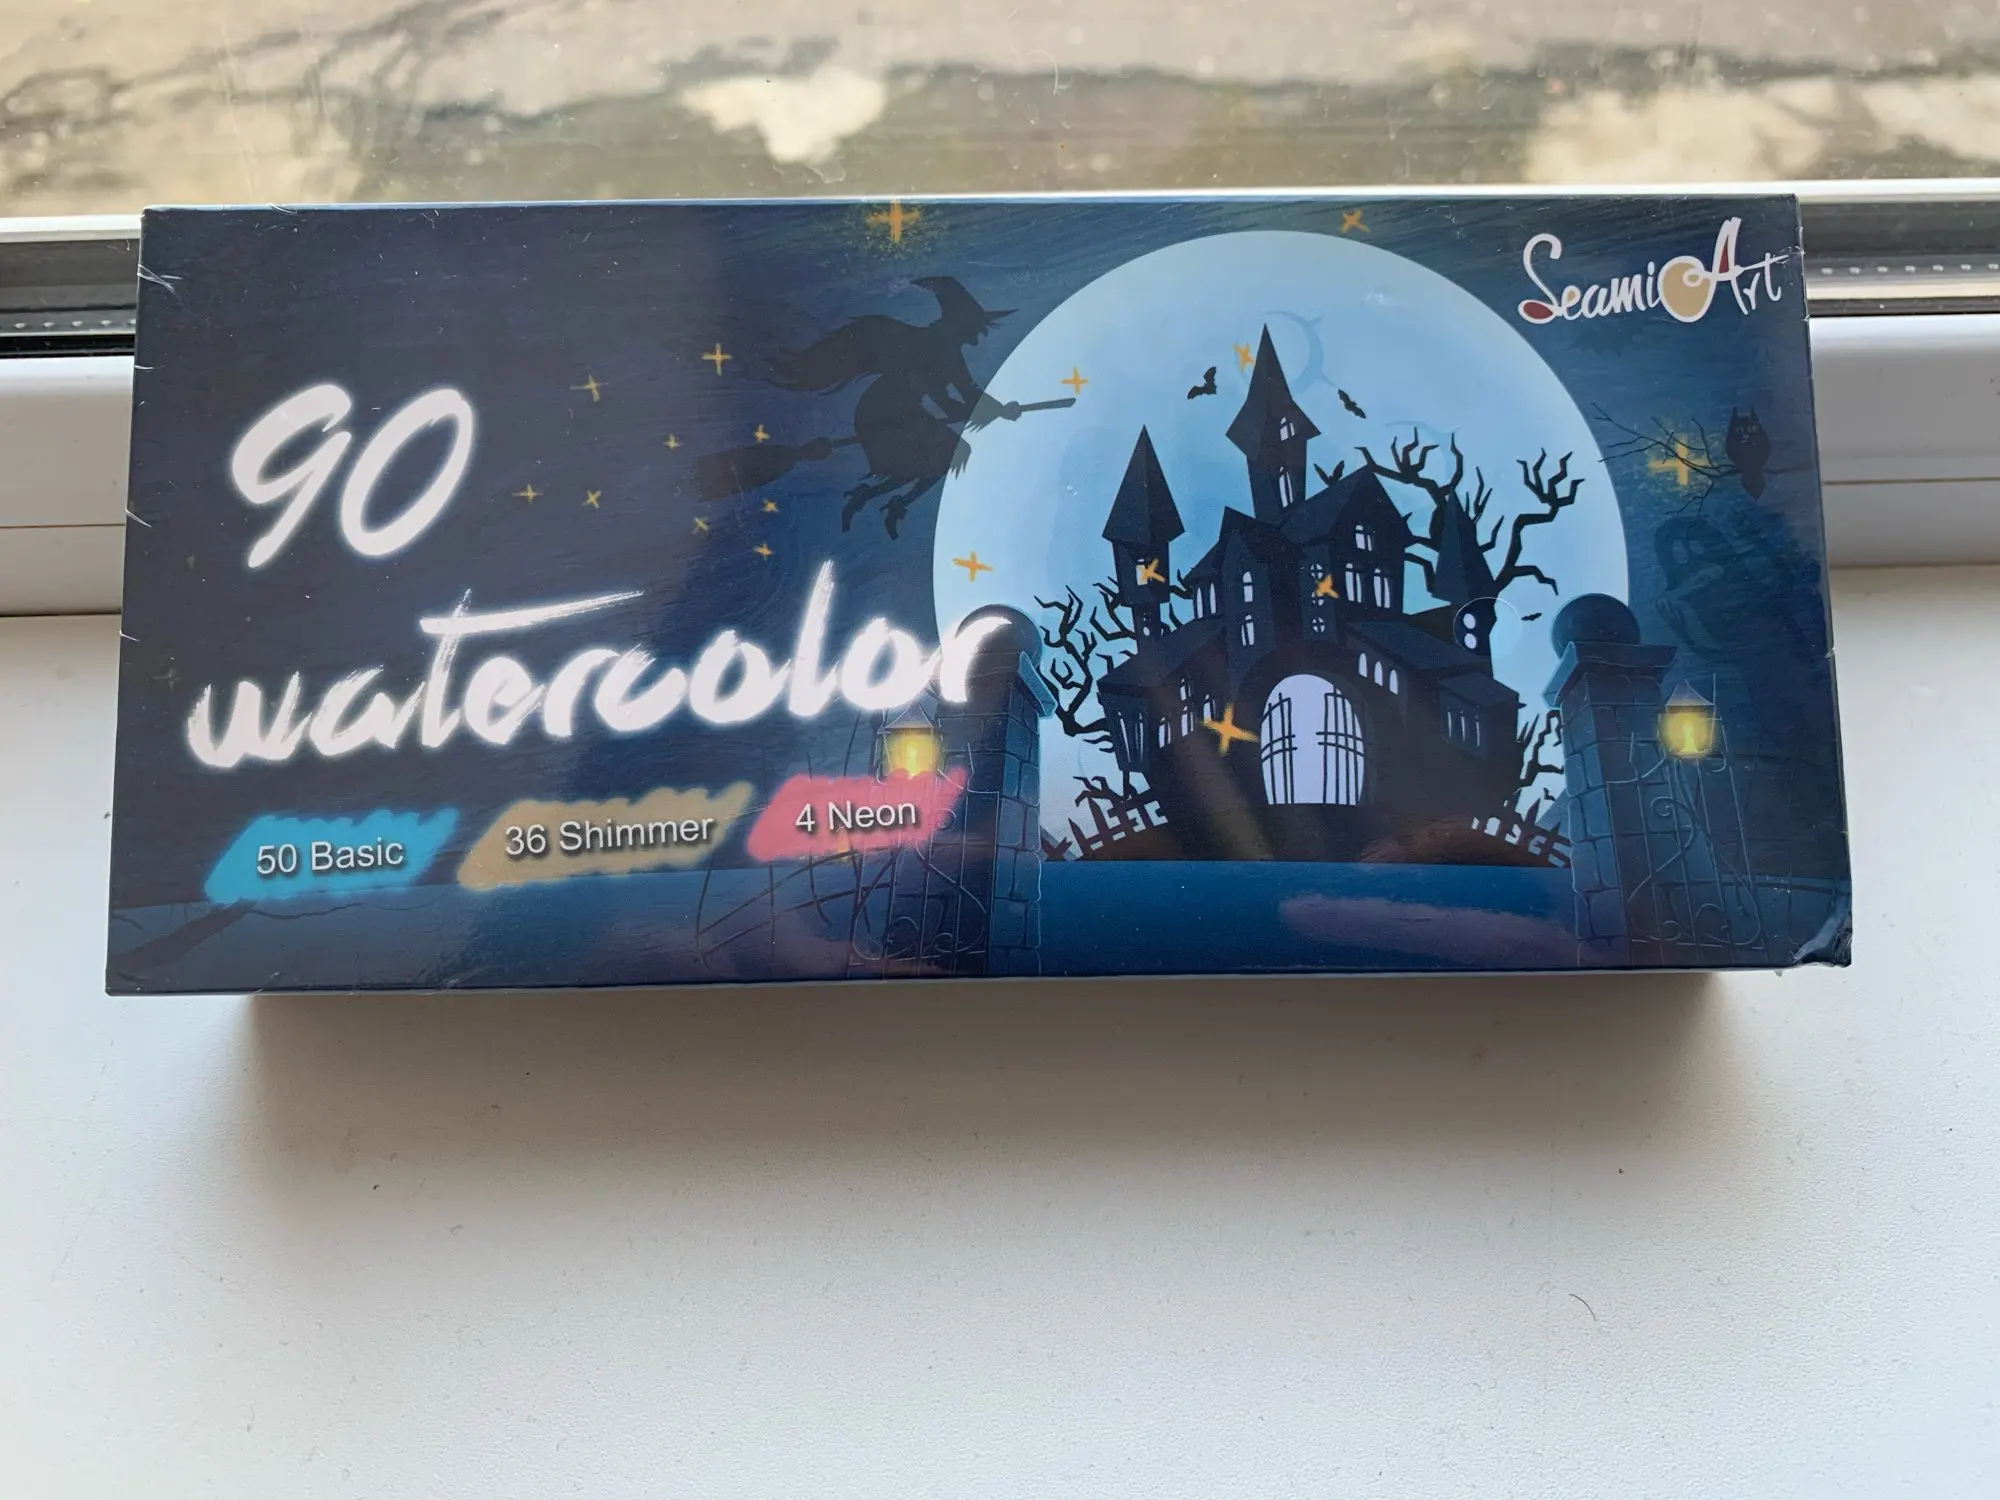 SeamiArt
90
watercolor
50 Basic
36 Shimmer
4 Neon